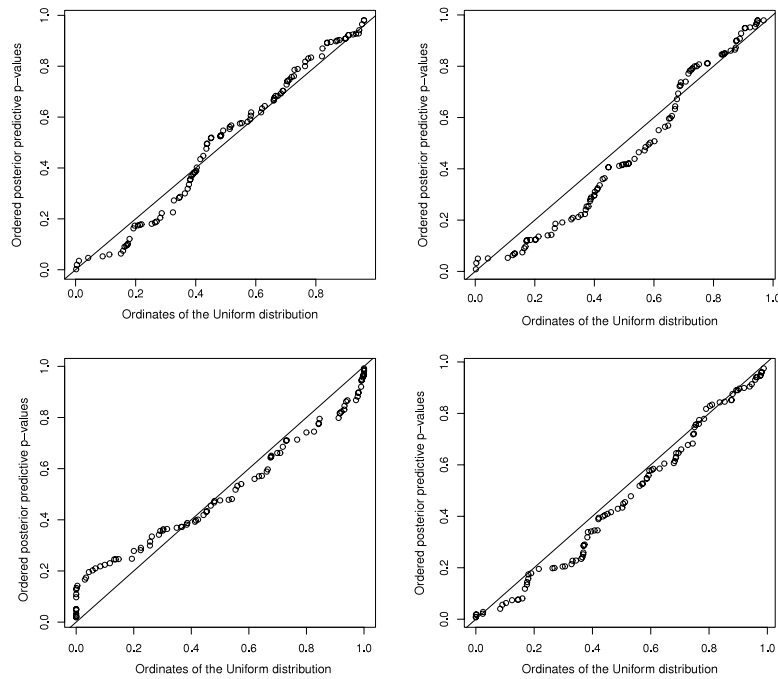 Ordered posterior predictive p−values
1.0
0.8
0.6
0.4
0.2
0.0
0.0 0.2 0.4 0.6 0.8
Ordinates of the Uniform distribution
Ordered posterior predictive p−values
1.0
0.8
0.6
0.4
0.2
0.0
0.0 0.2 0.4 0.6 0.8 1.0
Ordinates of the Uniform distribution
Ordered posterior predictive p−values
1.0
0.8
0.6
0.4
0.2
0.0
0.0 0.2 0.4 0.6 0.8 1.0
Ordinates of the Uniform distribution
Ordered posterior predictive p−values
1.0
0.8
0.6
0.4
0.2
0.0
0.0 0.2 0.4 0.6 0.8 1.0
Ordinates of the Uniform distribution